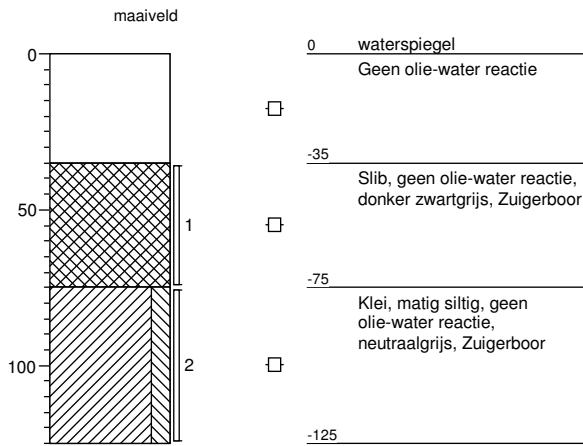 maaiveld
0
50
100
1
2
0 waterspiegel
Geen olie-water reactie
-35
Slib, geen olie-water reactie,
donker zwartgrijs, Zuigerboor
-75
Klei, matig siltig, geen
olie-water reactie,
neutraalgrijs, Zuigerboor
-125